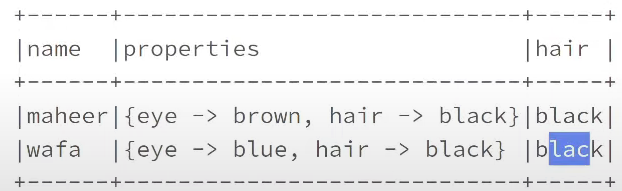 +------+-----------------------------+-----+
|name  |properties                   |hair |
+------+-----------------------------+-----+
|maheer|{eye -> brown, hair -> black}|black|
|wafa  |{eye -> blue, hair -> black} |black|
+------+-----------------------------+-----+